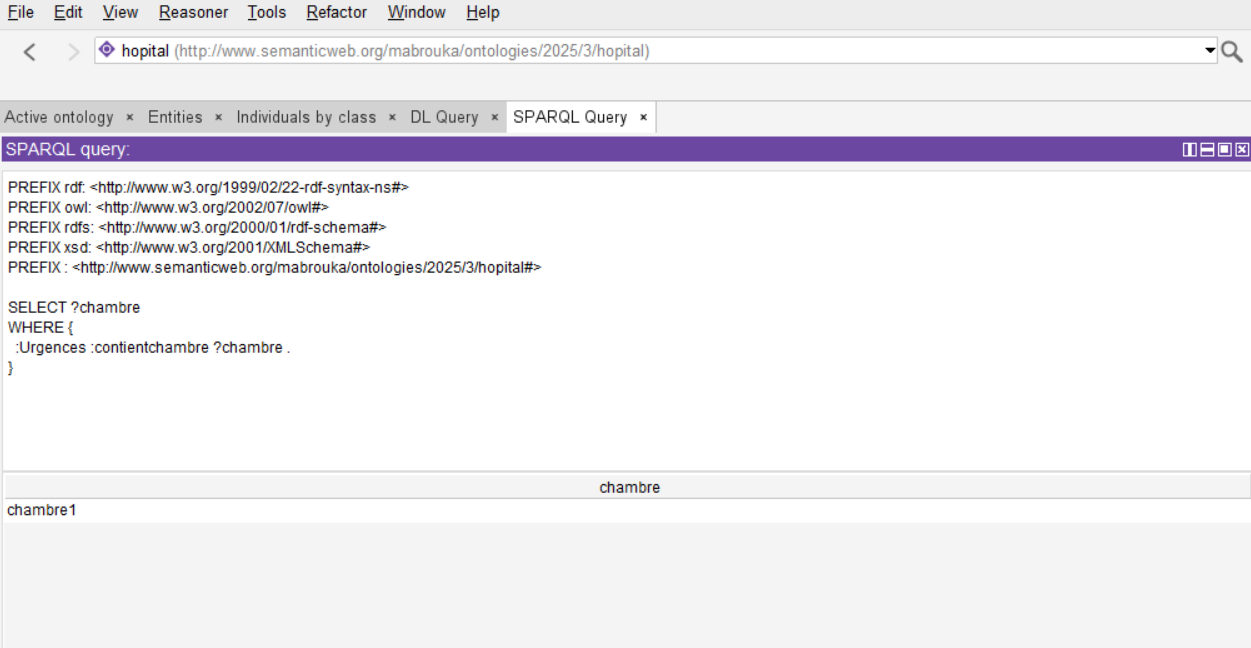 File Edit View Reasoner Tools Refactor Window Help
hopital (http://www.semanticweb.org/mabrouka/ontologies/2025/3/hopital)
Active ontology × Entities × Individuals by class × DL Query × SPARQL Query ×
SPARQL query:
PREFIX rdf: <http://www.w3.org/1999/02/22-rdf-syntax-ns#>
PREFIX owl: <http://www.w3.org/2002/07/owl#>
PREFIX rdfs: <http://www.w3.org/2000/01/rdf-schema#>
PREFIX xsd: <http://www.w3.org/2001/XMLSchema#>
PREFIX : <http://www.semanticweb.org/mabrouka/ontologies/2025/3/hopital#>
SELECT ?chambre
WHERE {
:Urgences :contientchambre ?chambre .
}
chambre
chambre1